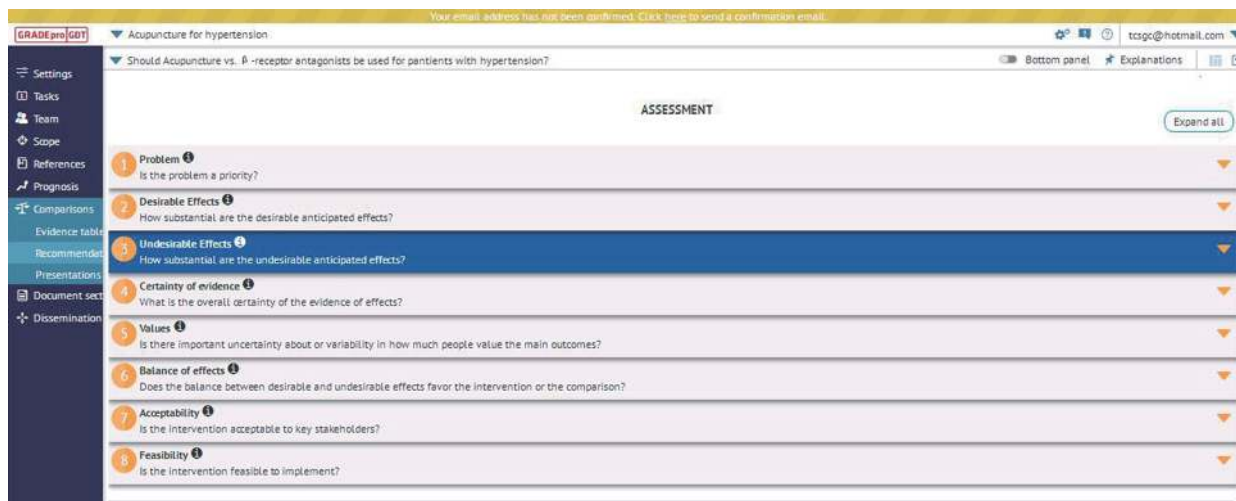 Your email address has not been confirmed. Click here to send a confirmation email.
GRADEpro GDT
Acupuncture for hypertension
tcsgc@hotmail.com
Should Acupuncture vs. β -receptor antagonists be used for pantients with hypertension?
Bottom panel
Explanations
Settings
Tasks
Team
Scope
References
Prognosis
Comparisons
Evidence table
Recommendat
Presentations
Document sect
Dissemination
ASSESSMENT
Expand all
1 Problem
Is the problem a priority?
2 Desirable Effects
How substantial are the desirable anticipated effects?
3 Undesirable Effects
How substantial are the undesirable anticipated effects?
4 Certainty of evidence
What is the overall certainty of the evidence of effects?
5 Values
Is there important uncertainty about or variability in how much people value the main outcomes?
6 Balance of effects
Does the balance between desirable and undesirable effects favor the intervention or the comparison?
7 Acceptability
Is the intervention acceptable to key stakeholders?
8 Feasibility
Is the intervention feasible to implement?